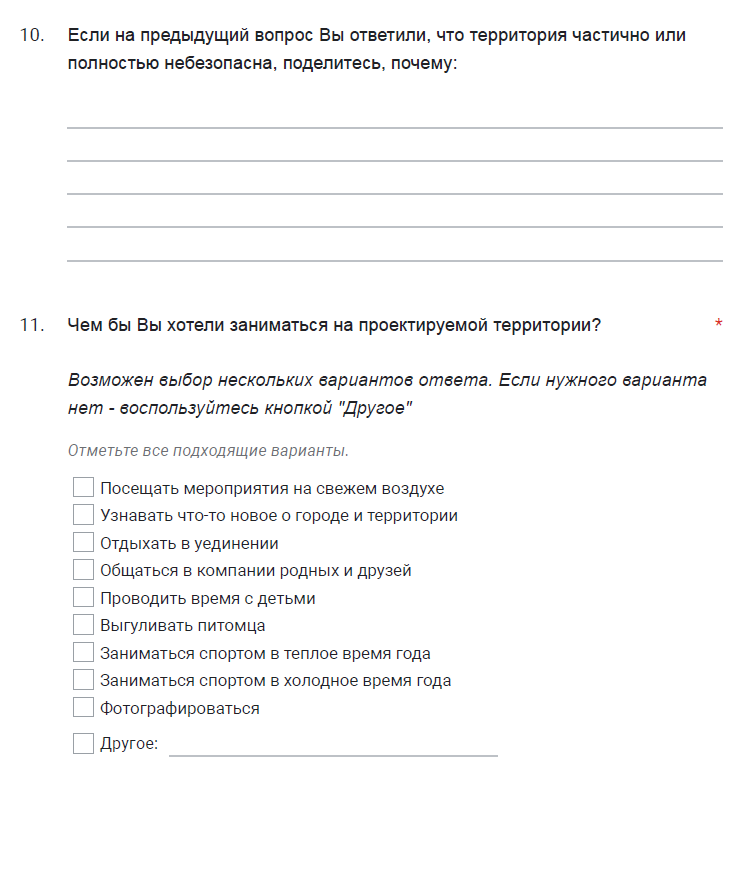 10. Если на предыдущий вопрос Вы ответили, что территория частично или
полностью небезопасна, поделитесь, почему:
11. Чем бы Вы хотели заниматься на проектируемой территории? *
Возможен выбор нескольких вариантов ответа. Если нужного варианта
нет - воспользуйтесь кнопкой "Другое"
Отметьте все подходящие варианты.
Посещать мероприятия на свежем воздухе
Узнавать что-то новое о городе и территории
Отдыхать в уединении
Общаться в компании родных и друзей
Проводить время с детьми
Выгуливать питомца
Заниматься спортом в теплое время года
Заниматься спортом в холодное время года
Фотографироваться
Другое: